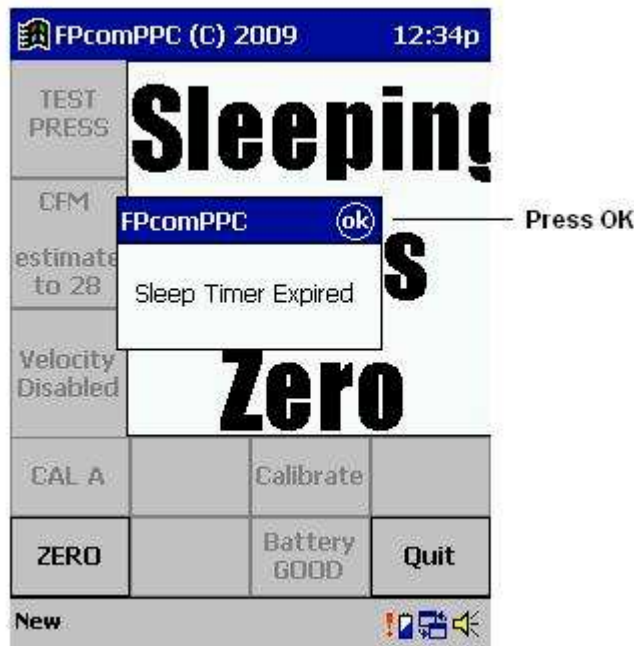 FPcomPPC (C) 2009 12:34p
TEST
PRESS
Sleeping
CFM
estimate
to 28
FPcomPPC ok
Press OK
Sleep Timer Expired
s
Velocity
Disabled
Zero
CAL A
Calibrate
ZERO
Battery
GOOD
Quit
New